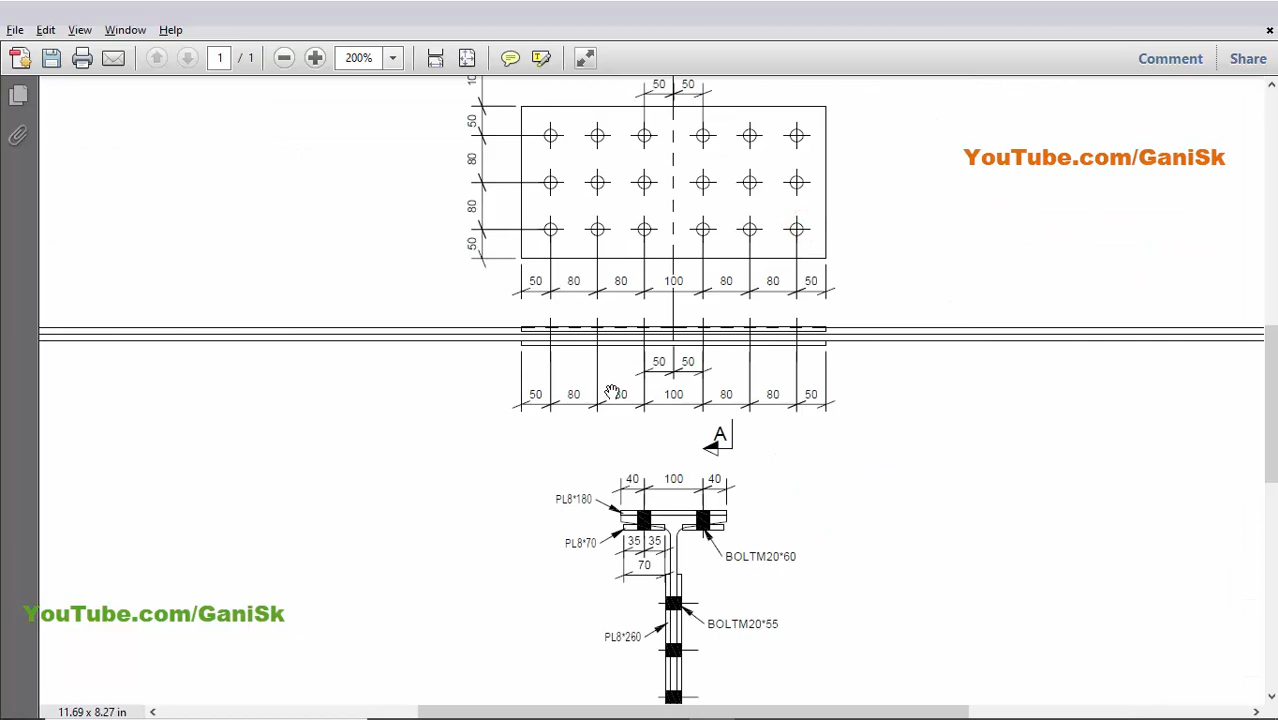 File Edit View Window Help
1 / 1 200% Comment Share
50 50
50
80
80
50
YouTube.com/GaniSk
50 80 80 100 80 80 50
50 50
50 80 80 100 80 80 50
A
40 100 40
PL8*180
PL8*70
35 35
70
BOLTM20*60
YouTube.com/GaniSk
BOLTM20*55
PL8*260
11.69 x 8.27 in